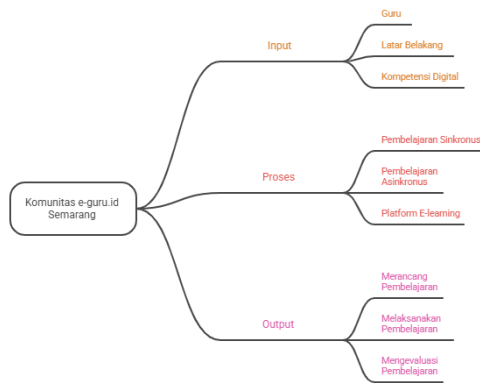 Komunitas e-guru.id
Semarang
Input
Guru
Latar Belakang
Kompetensi Digital
Proses
Pembelajaran Sinkronus
Pembelajaran
Asinkronus
Platform E-learning
Output
Merancang
Pembelajaran
Melaksanakan
Pembelajaran
Mengevaluasi
Pembelajaran